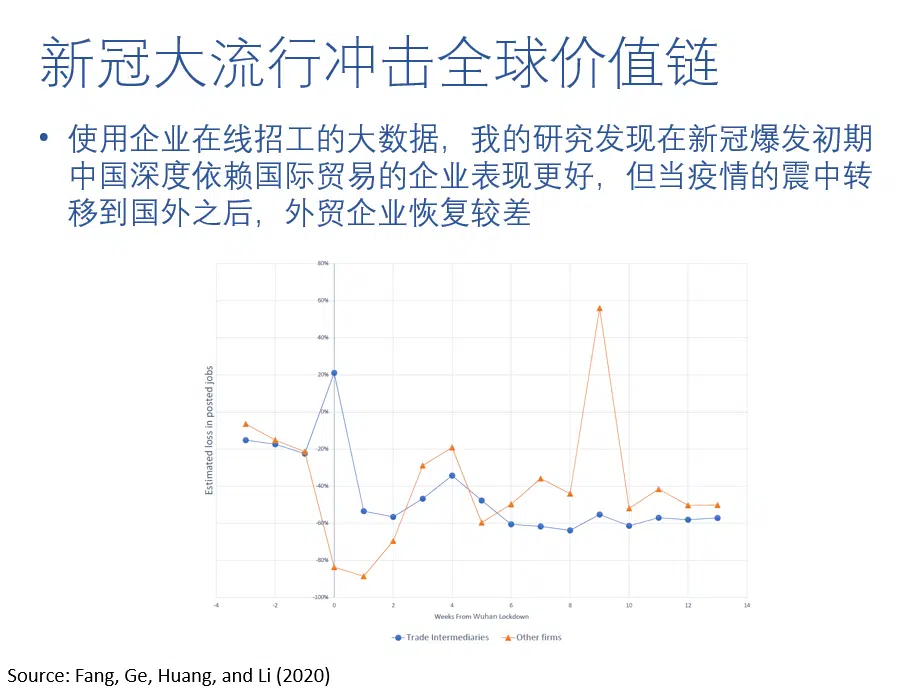 新冠大流行冲击全球价值链
• 使用企业在线招工的大数据，我的研究发现在新冠爆发初期
中国深度依赖国际贸易的企业表现更好，但当疫情的震中转
移到国外之后，外贸企业恢复较差
80%
60%
40%
20%
0%
-20%
-40%
-60%
-80%
-100%
Estimated loss in posted jobs
-4 -2 0 2 4 6 8 10 12 14
Weeks From Wuhan Lockdown
Trade Intermediaries Other firms
Source: Fang, Ge, Huang, and Li (2020)